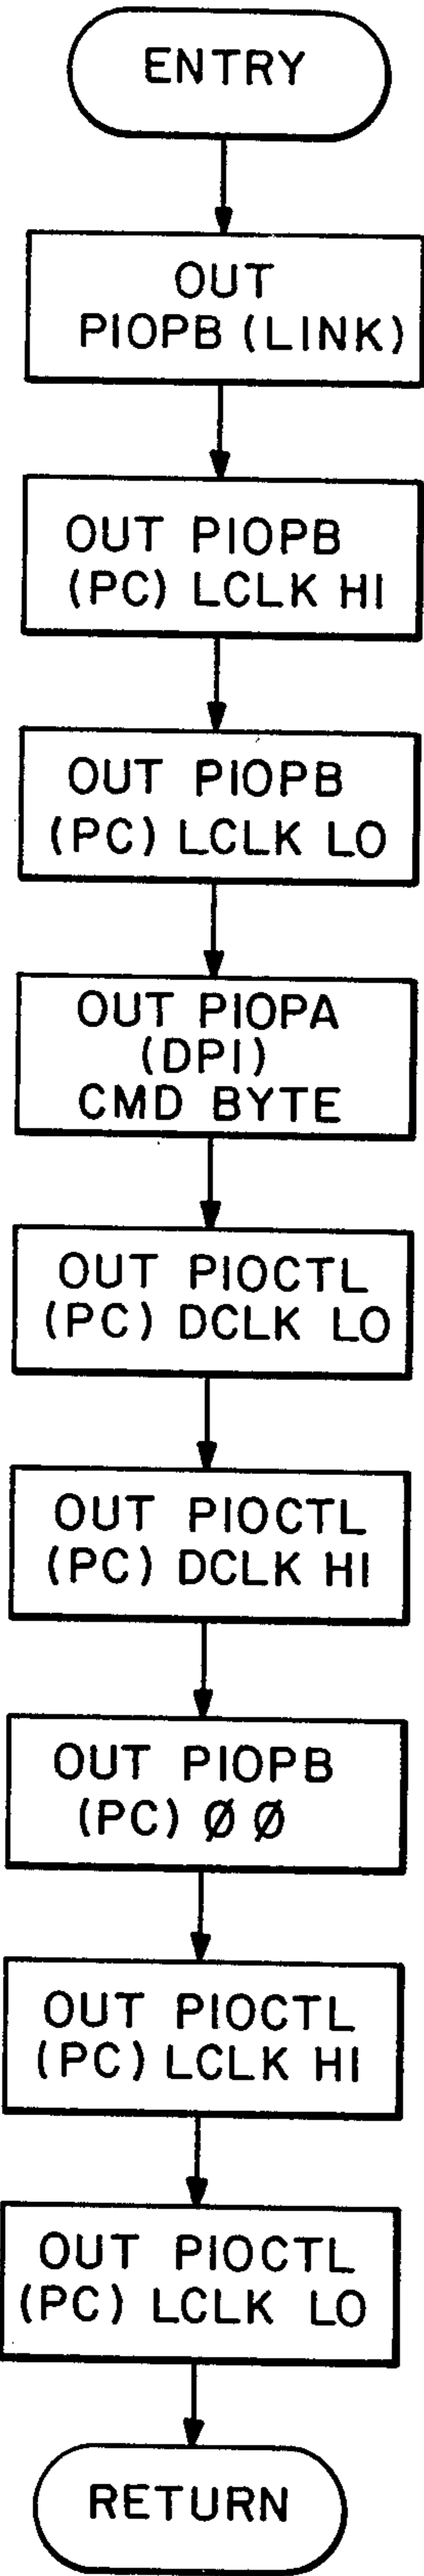 ENTRY
OUT
PIOPB (LINK)
OUT PIOPB
(PC) LCLK HI
OUT PIOPB
(PC) LCLK LO
OUT PIOPA
(DPI)
CMD BYTE
OUT PIOCTL
(PC) DCLK LO
OUT PIOCTL
(PC) DCLK HI
OUT PIOPB
(PC) Ø Ø
OUT PIOCTL
(PC) LCLK HI
OUT PIOCTL
(PC) LCLK LO
RETURN